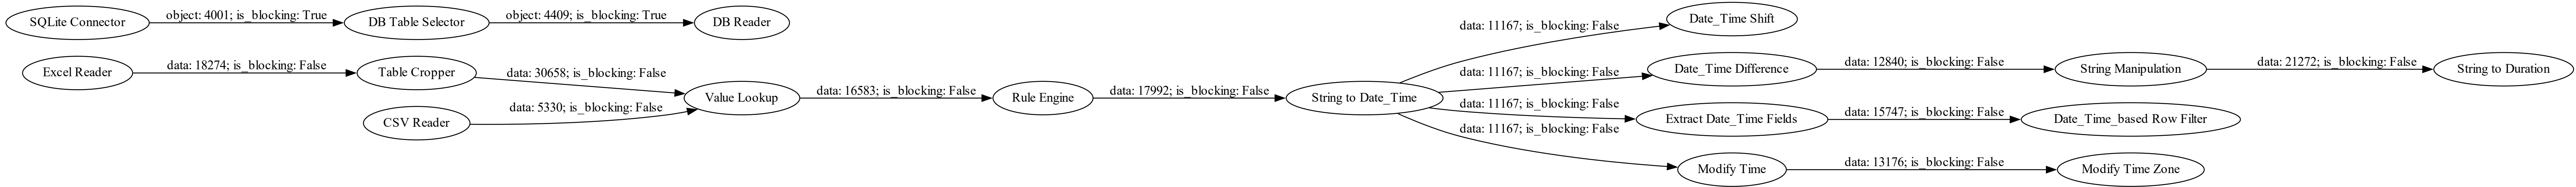 SQLite Connector
object: 4001; is_blocking: True
DB Table Selector
object: 4409; is_blocking: True
DB Reader
Excel Reader
data: 18274; is_blocking: False
Table Cropper
data: 30658; is_blocking: False
CSV Reader
data: 5330; is_blocking: False
Value Lookup
data: 16583; is_blocking: False
Rule Engine
data: 17992; is_blocking: False
String to Date_Time
data: 11167; is_blocking: False
Date_Time Shift
data: 11167; is_blocking: False
Date_Time Difference
data: 12840; is_blocking: False
String Manipulation
data: 21272; is_blocking: False
String to Duration
data: 11167; is_blocking: False
Extract Date_Time Fields
data: 15747; is_blocking: False
Date_Time_based Row Filter
data: 11167; is_blocking: False
Modify Time
data: 13176; is_blocking: False
Modify Time Zone